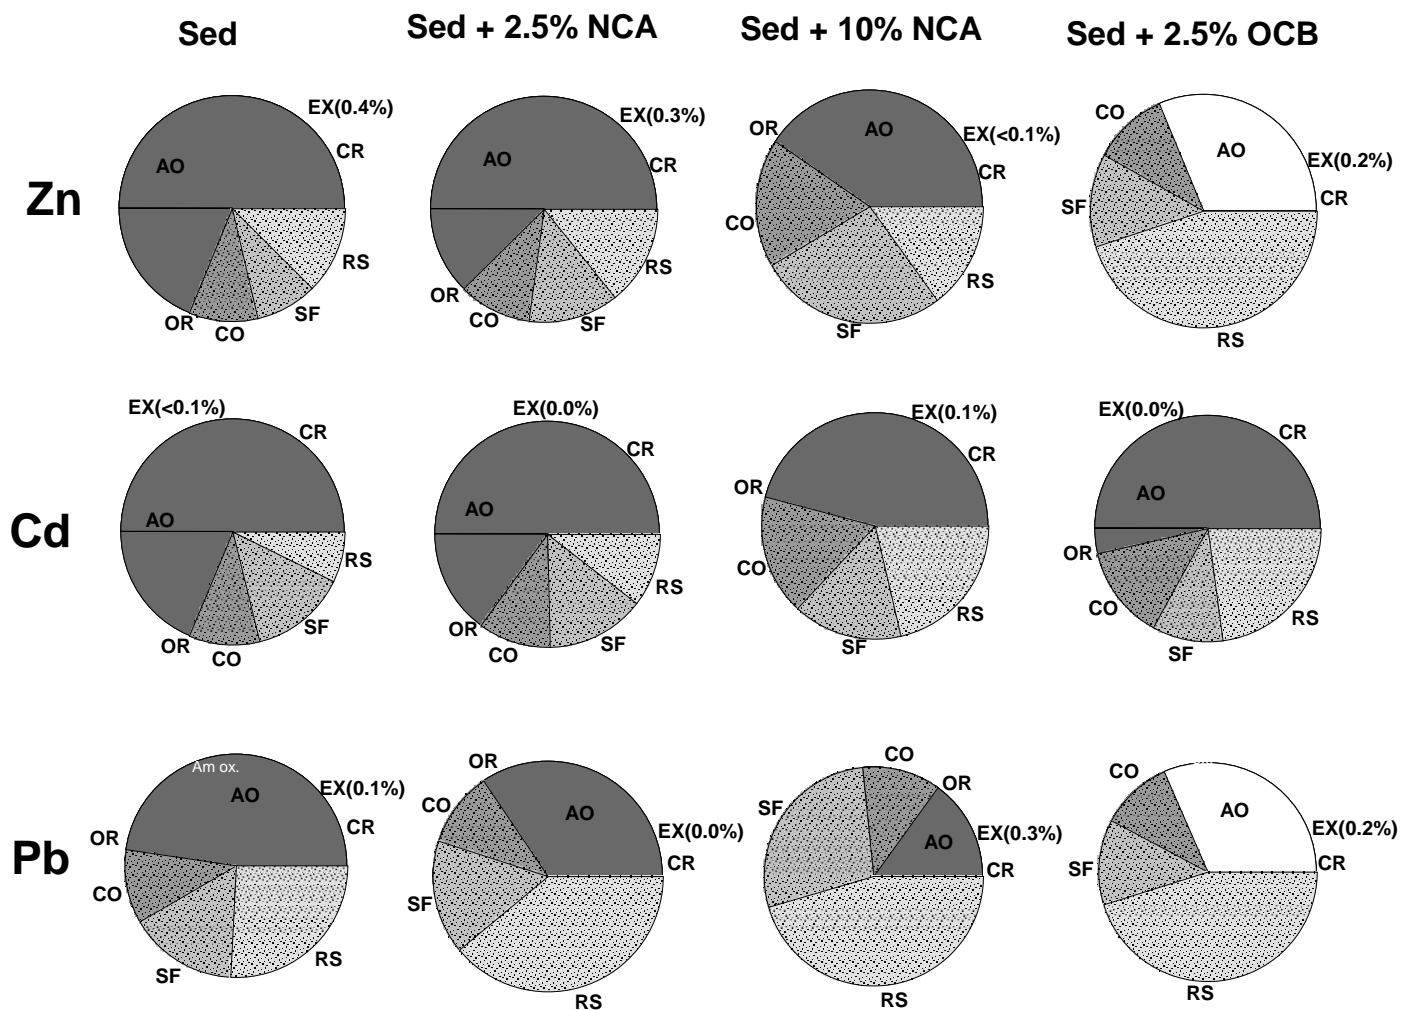 Sed
Sed + 2.5% NCA
Sed + 10% NCA
Sed + 2.5% OCB
Zn
EX(0.4%)
CR
AO
RS
SF
CO
OR
EX(0.3%)
CR
AO
RS
SF
CO
OR
EX(<0.1%)
CR
AO
OR
CO
SF
RS
EX(0.2%)
CR
AO
CO
SF
RS
Cd
EX(<0.1%)
CR
AO
RS
SF
CO
OR
EX(0.0%)
CR
AO
RS
SF
CO
OR
EX(0.1%)
CR
OR
CO
SF
RS
EX(0.0%)
CR
AO
OR
CO
SF
RS
Pb
Am ox.
AO
EX(0.1%)
CR
OR
CO
SF
RS
OR
AO
EX(0.0%)
CR
CO
SF
RS
CO
OR
SF
AO
EX(0.3%)
CR
RS
CO
AO
EX(0.2%)
CR
SF
RS